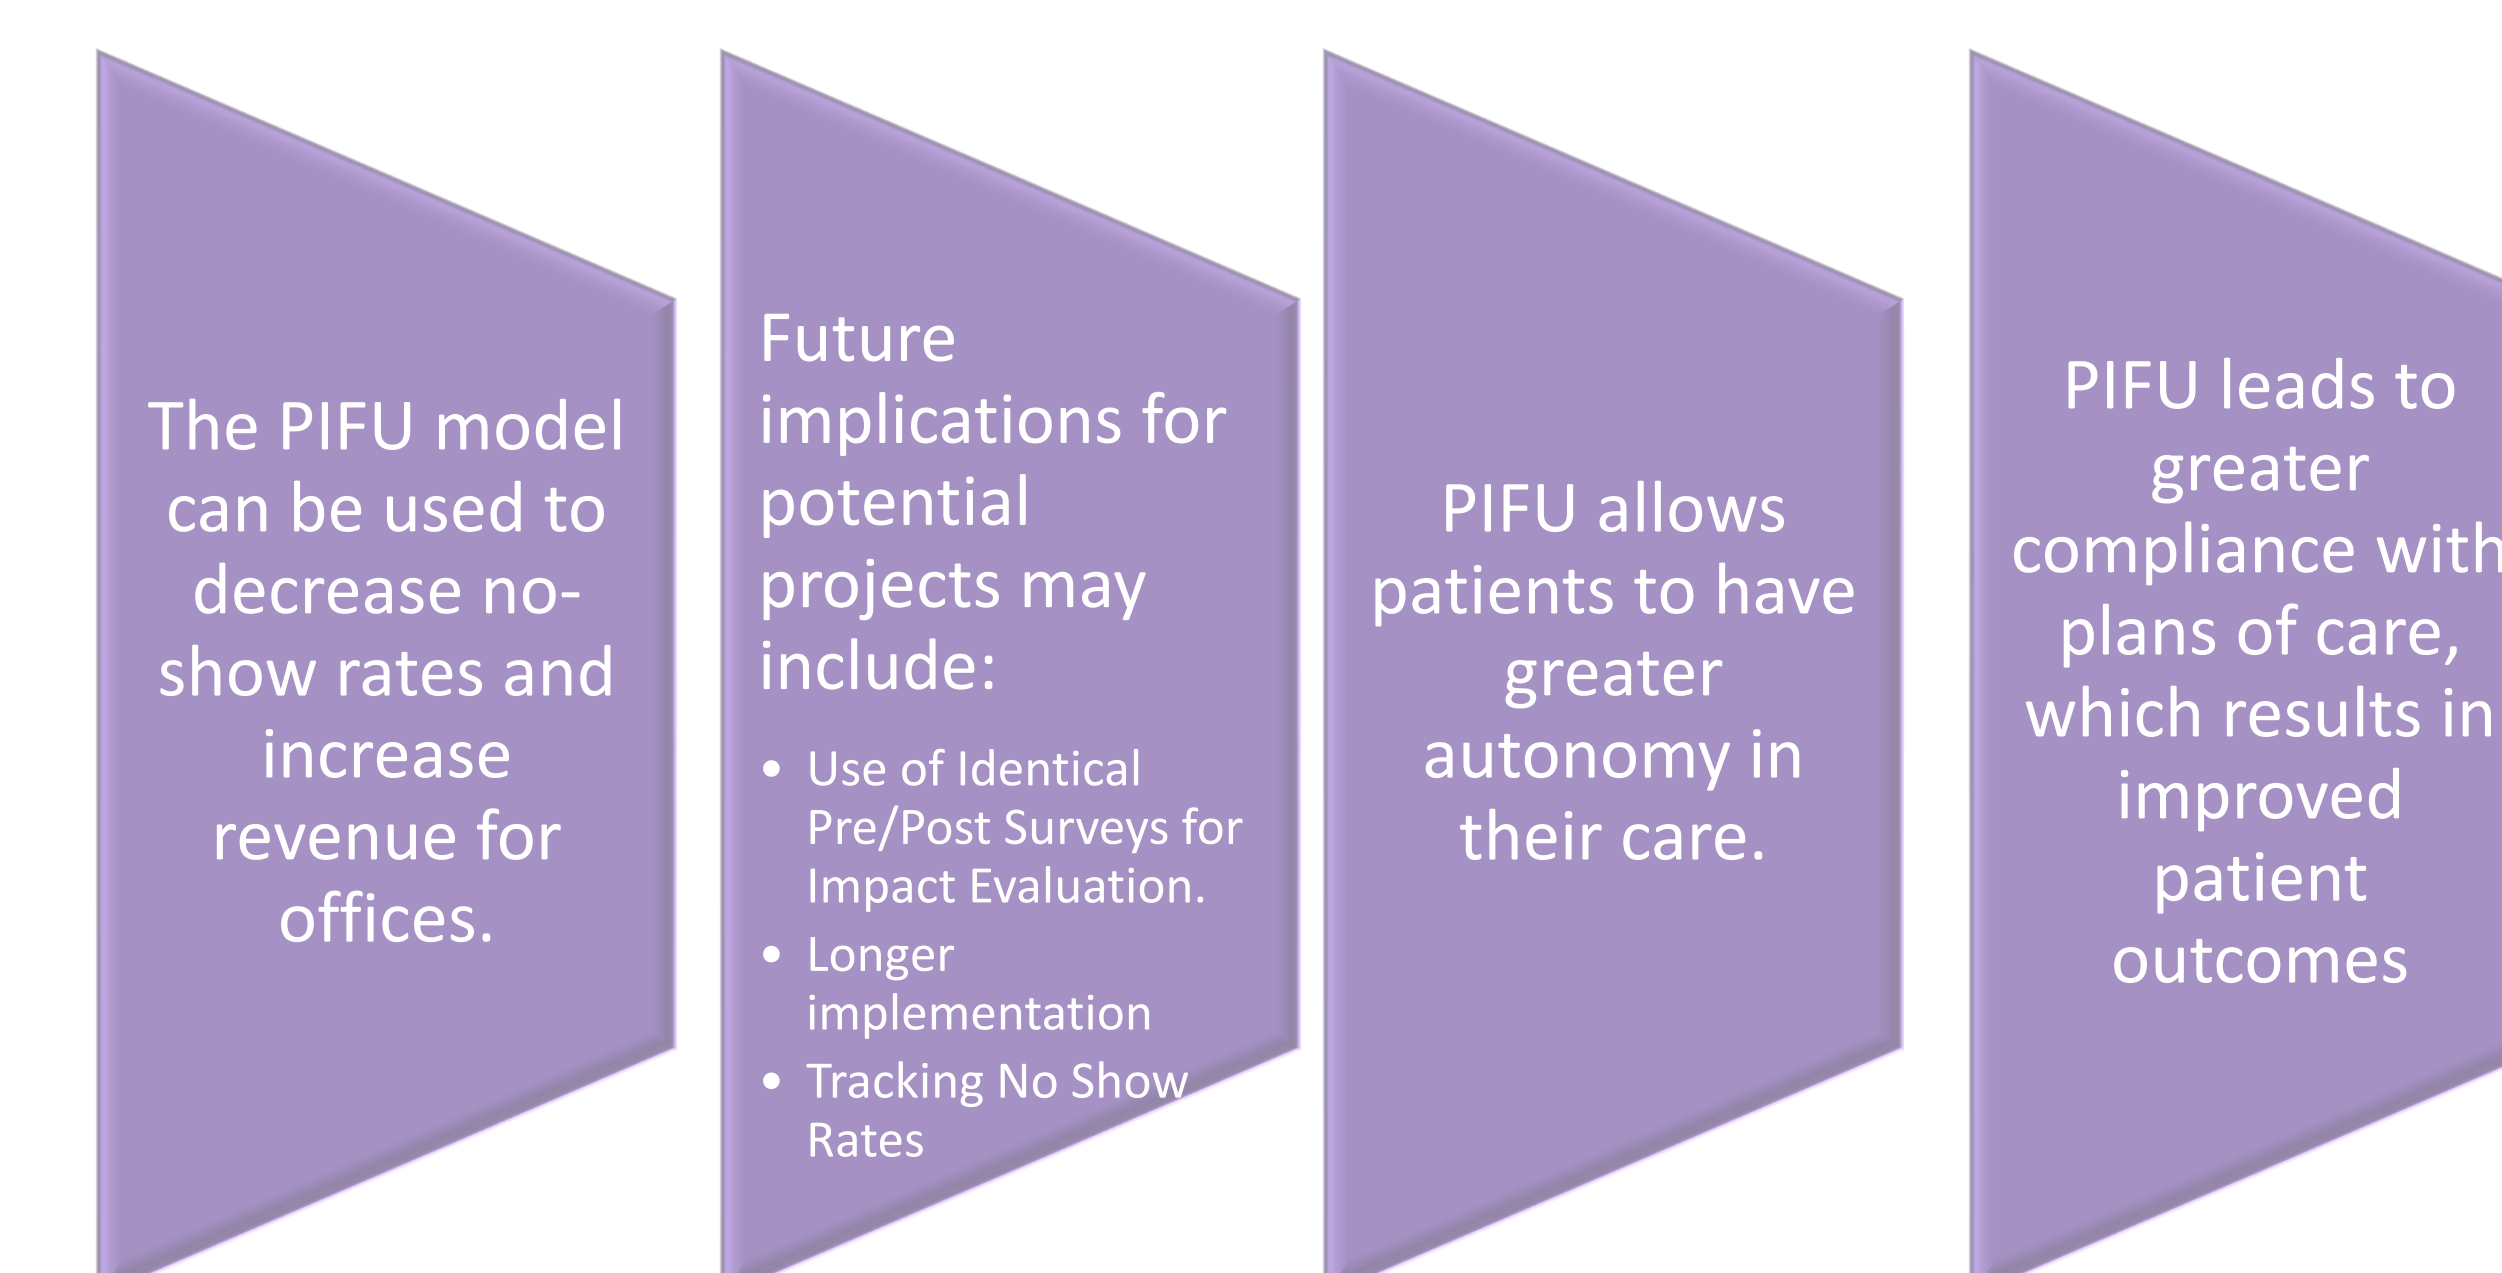 The PIFU model
can be used to
decrease no-
show rates and
increase
revenue for
offices.
Future
implications for
potential
projects may
include:
• Use of Identical
Pre/Post Surveys for
Impact Evaluation.
• Longer
implementation
• Tracking No Show
Rates
PIFU allows
patients to have
greater
autonomy in
their care.
PIFU leads to
greater
compliance with
plans of care,
which results in
improved
patient
outcomes